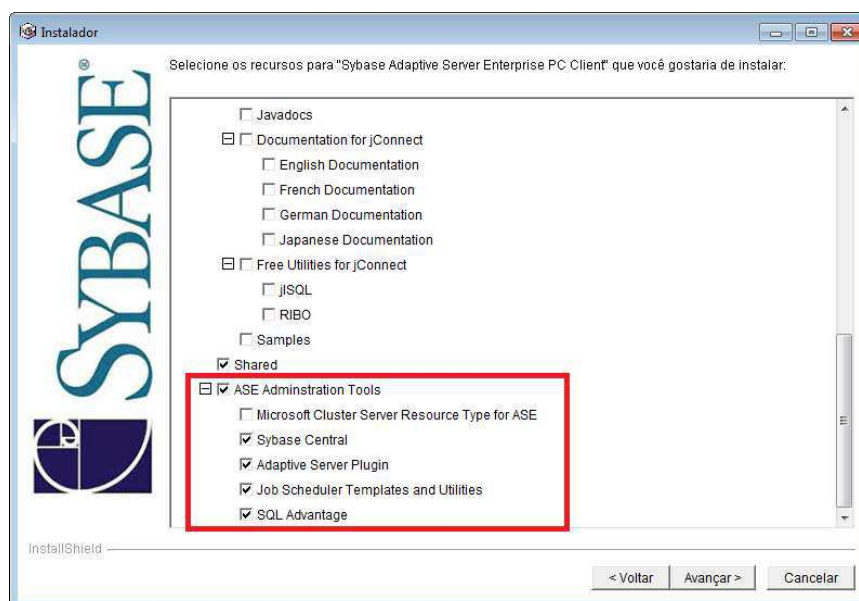 Instalador
Selecione os recursos para "Sybase Adaptive Server Enterprise PC Client" que você gostaria de instalar:
SYBASE®
Javadocs
Documentation for jConnect
English Documentation
French Documentation
German Documentation
Japanese Documentation
Free Utilities for jConnect
jISQL
RIBO
Samples
Shared
ASE Adminstration Tools
Microsoft Cluster Server Resource Type for ASE
Sybase Central
Adaptive Server Plugin
Job Scheduler Templates and Utilities
SQL Advantage
InstallShield
< Voltar
Avançar >
Cancelar